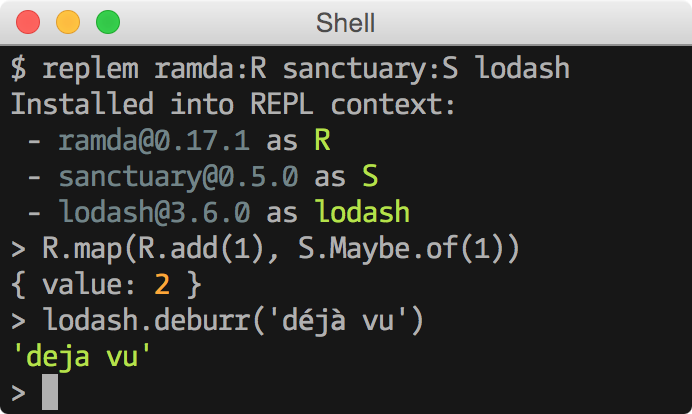 Shell
$ replem ramda:R sanctuary:S lodash
Installed into REPL context:
 - ramda@0.17.1 as R
 - sanctuary@0.5.0 as S
 - lodash@3.6.0 as lodash
> R.map(R.add(1), S.Maybe.of(1))
{ value: 2 }
> lodash.deburr('déjà vu')
'deja vu'
>